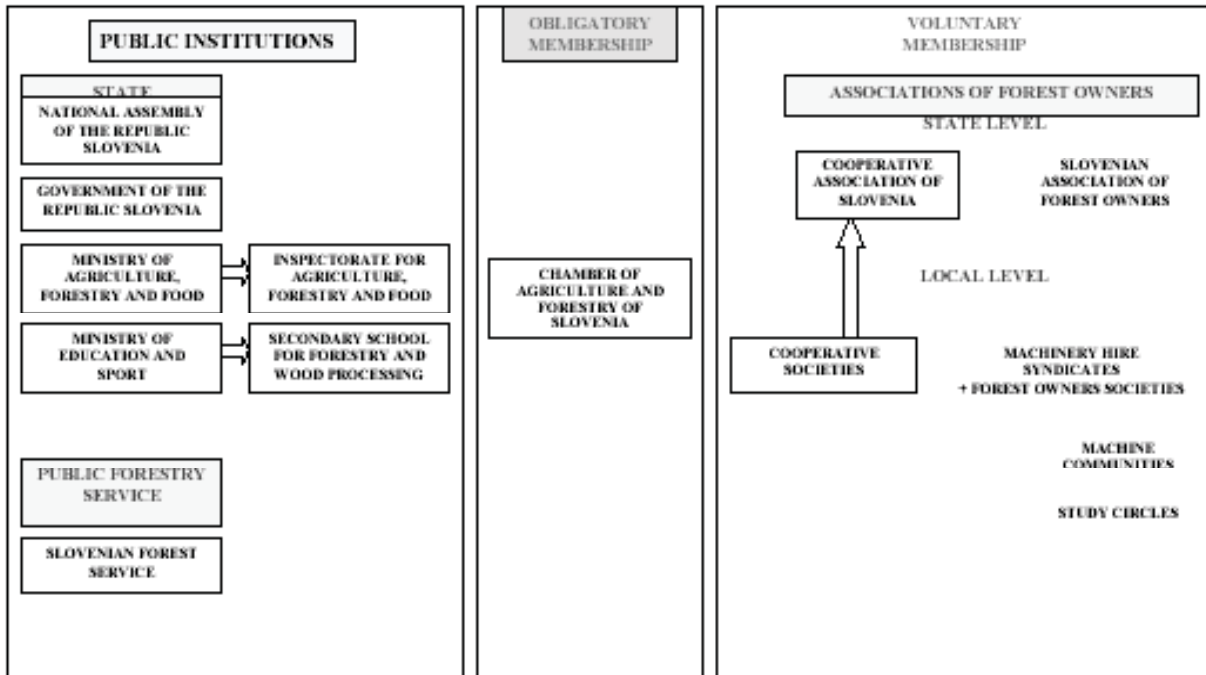 PUBLIC INSTITUTIONS
STATE
NATIONAL ASSEMBLY
OF THE REPUBLIC
SLOVENIA
GOVERNMENT OF THE
REPUBLIC SLOVENIA
MINISTRY OF
AGRICULTURE,
FORESTRY AND FOOD
INSPECTORATE FOR
AGRICULTURE,
FORESTRY AND FOOD
MINISTRY OF
EDUCATION AND
SPORT
SECONDARY SCHOOL
FOR FORESTRY AND
WOOD PROCESSING
PUBLIC FORESTRY
SERVICE
SLOVENIAN FOREST
SERVICE
OBLIGATORY
MEMBERSHIP
CHAMBER OF
AGRICULTURE AND
FORESTRY OF
SLOVENIA
VOLUNTARY
MEMBERSHIP
ASSOCIATIONS OF FOREST OWNERS
STATE LEVEL
COOPERATIVE
ASSOCIATION OF
SLOVENIA
SLOVENIAN
ASSOCIATION OF
FOREST OWNERS
LOCAL LEVEL
COOPERATIVE
SOCIETIES
MACHINERY HIRE
SYNDICATES
+ FOREST OWNERS SOCIETIES
MACHINE
COMMUNITIES
STUDY CIRCLES